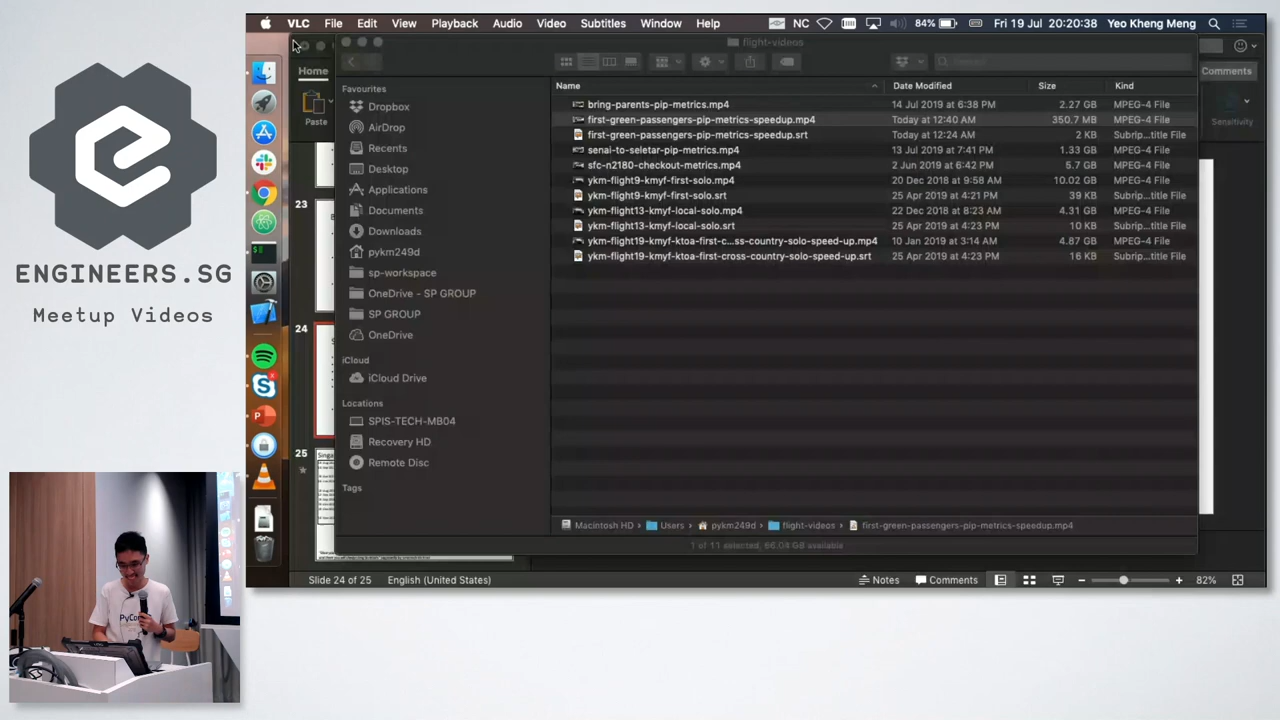 VLC File Edit View Playback Audio Video Subtitles Window Help NC 84% Fri 19 Jul 20:20:38 Yeo Kheng Meng
flight-videos
Home
Search
Comments
Paste
Sensitivity
Favourites
Dropbox
AirDrop
Recents
Desktop
Applications
Documents
Downloads
pykm249d
sp-workspace
OneDrive - SP GROUP
SP GROUP
OneDrive
iCloud
iCloud Drive
Locations
SPIS-TECH-MB04
Recovery HD
Remote Disc
Tags
Name Date Modified Size Kind
bring-parents-pip-metrics.mp4 14 Jul 2019 at 6:38 PM 2.27 GB MPEG-4 File
first-green-passengers-pip-metrics-speedup.mp4 Today at 12:40 AM 350.7 MB MPEG-4 File
first-green-passengers-pip-metrics-speedup.srt Today at 12:24 AM 2 KB Subrip...title File
senai-to-seletar-pip-metrics.mp4 13 Jul 2019 at 7:41 PM 1.33 GB MPEG-4 File
sfc-n2180-checkout-metrics.mp4 2 Jun 2019 at 6:42 PM 5.7 GB MPEG-4 File
ykm-flight9-kmyf-first-solo.mp4 20 Dec 2018 at 9:58 AM 10.02 GB MPEG-4 File
ykm-flight9-kmyf-first-solo.srt 25 Apr 2019 at 4:21 PM 39 KB Subrip...title File
ykm-flight13-kmyf-local-solo.mp4 22 Dec 2018 at 8:23 AM 4.31 GB MPEG-4 File
ykm-flight13-kmyf-local-solo.srt 25 Apr 2019 at 4:23 PM 10 KB Subrip...title File
ykm-flight19-kmyf-ktoa-first-c...ss-country-solo-speed-up.mp4 10 Jan 2019 at 3:14 AM 4.87 GB MPEG-4 File
ykm-flight19-kmyf-ktoa-first-cross-country-solo-speed-up.srt 25 Apr 2019 at 4:23 PM 16 KB Subrip...title File
Macintosh HD › Users › pykm249d › flight-videos › first-green-passengers-pip-metrics-speedup.mp4
1 of 11 selected, 66.03 GB available
23
24
25
Slide 24 of 25 English (United States) Notes Comments 82%
ENGINEERS.SG
Meetup Videos